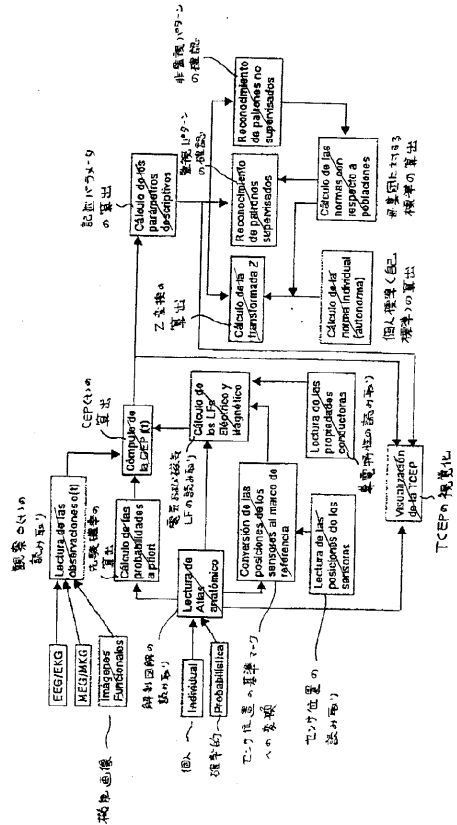 EEG/EKG
MEG/MKG
Imágenes
Funcionales
機能画像
観察 o(t) の
読み取り
Lectura de las
observaciones o(t)
先験確率の
算出
Cálculo de las
probabilidades
a priori
CEP(t) の
算出
Cómputo de
la CEP (t)
記述パラメータ
の算出
Cálculo de los
parámetros
descriptivos
解剖図解の
読み取り
Lectura de
Atlas
anatómico
個人
Individual
確率的
Probabilística
電気および磁気
LFの読み取り
Cálculo de
los LFs
Eléctrico y
Magnético
センサ位置の基準マーク
への変換
Conversión de las
posiciones de los
sensores al marco de
referencia
センサ位置の
読み取り
Lectura de las
posiciones de los
sensores
Lectura de las
propiedades
conductoras
導電特性の読み取り
Z変換の
算出
Cálculo de la
transformada Z
監視パターン
の確認
Reconocimiento
de patrones
supervisados
非監視パターン
の確認
Reconocimiento
de patrones no
supervisados
Cálculo de la
norma individual
(autonorma)
個人標準(自己
標準)の算出
Cálculo de las
normas con
respecto a
poblaciones
母集団に対する
標準の算出
Visualización
de la TCEP
TCEPの視覚化